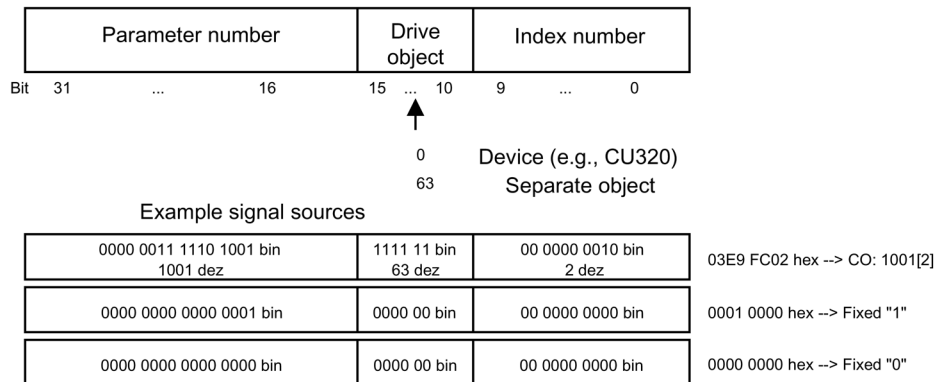 Parameter number Drive object Index number
Bit 31 ... 16 15 ... 10 9 ... 0
0 Device (e.g., CU320)
63 Separate object
Example signal sources
0000 0011 1110 1001 bin 1111 11 bin 00 0000 0010 bin
1001 dez 63 dez 2 dez
03E9 FC02 hex --> CO: 1001[2]
0000 0000 0000 0001 bin 0000 00 bin 00 0000 0000 bin 0001 0000 hex --> Fixed "1"
0000 0000 0000 0000 bin 0000 00 bin 00 0000 0000 bin 0000 0000 hex --> Fixed "0"